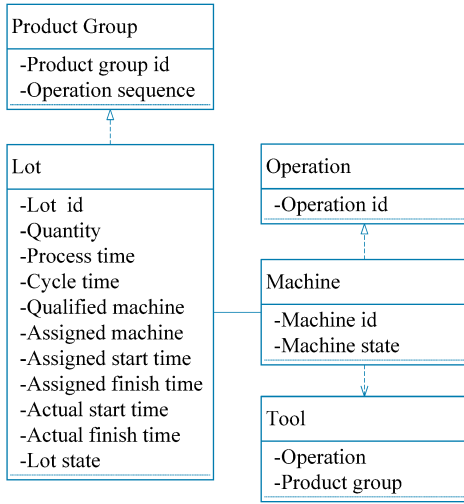 Product Group
-Product group id
-Operation sequence
Lot
-Lot id
-Quantity
-Process time
-Cycle time
-Qualified machine
-Assigned machine
-Assigned start time
-Assigned finish time
-Actual start time
-Actual finish time
-Lot state
Operation
-Operation id
Machine
-Machine id
-Machine state
Tool
-Operation
-Product group